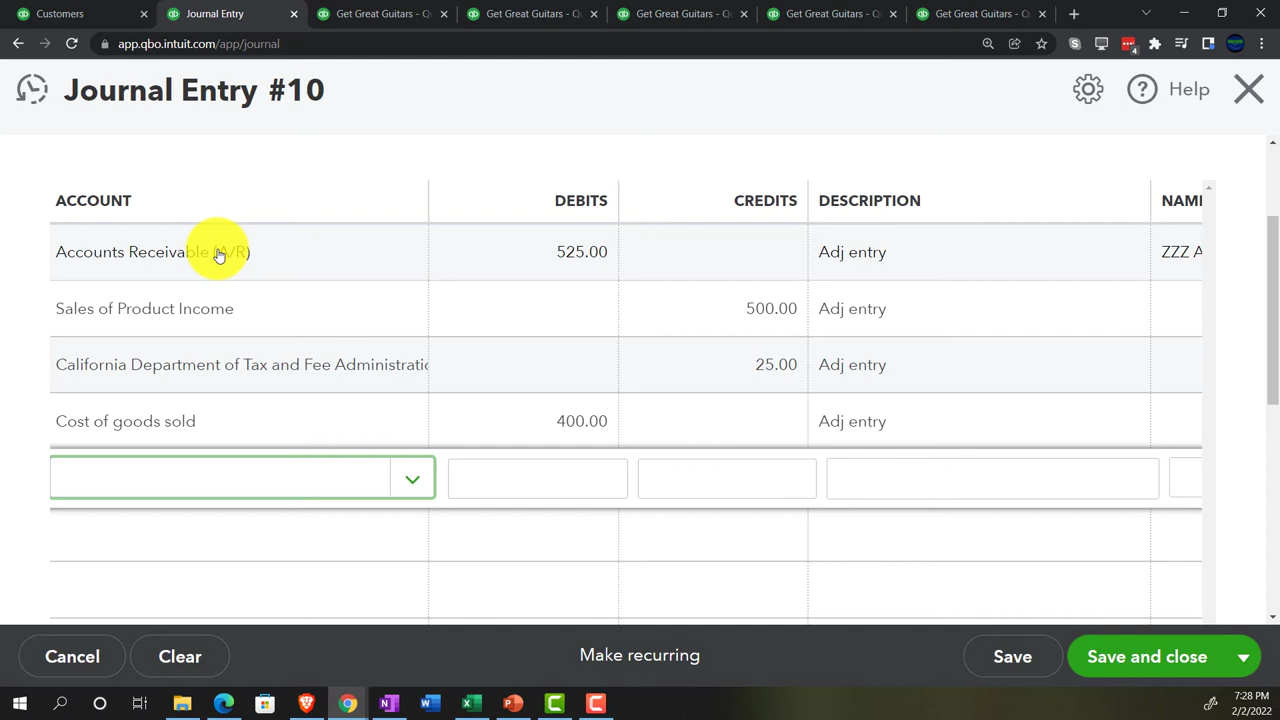 Customers
Journal Entry
Get Great Guitars - Q
Get Great Guitars - Q
Get Great Guitars - Q
Get Great Guitars - Q
Get Great Guitars - Q
app.qbo.intuit.com/app/journal
4
Journal Entry #10
Help
ACCOUNT DEBITS CREDITS DESCRIPTION NAM
Accounts Receivable (A/R) 525.00 Adj entry ZZZ A
Sales of Product Income 500.00 Adj entry
California Department of Tax and Fee Administratio 25.00 Adj entry
Cost of goods sold 400.00 Adj entry
Cancel Clear Make recurring Save Save and close
7:28 PM
2/2/2022